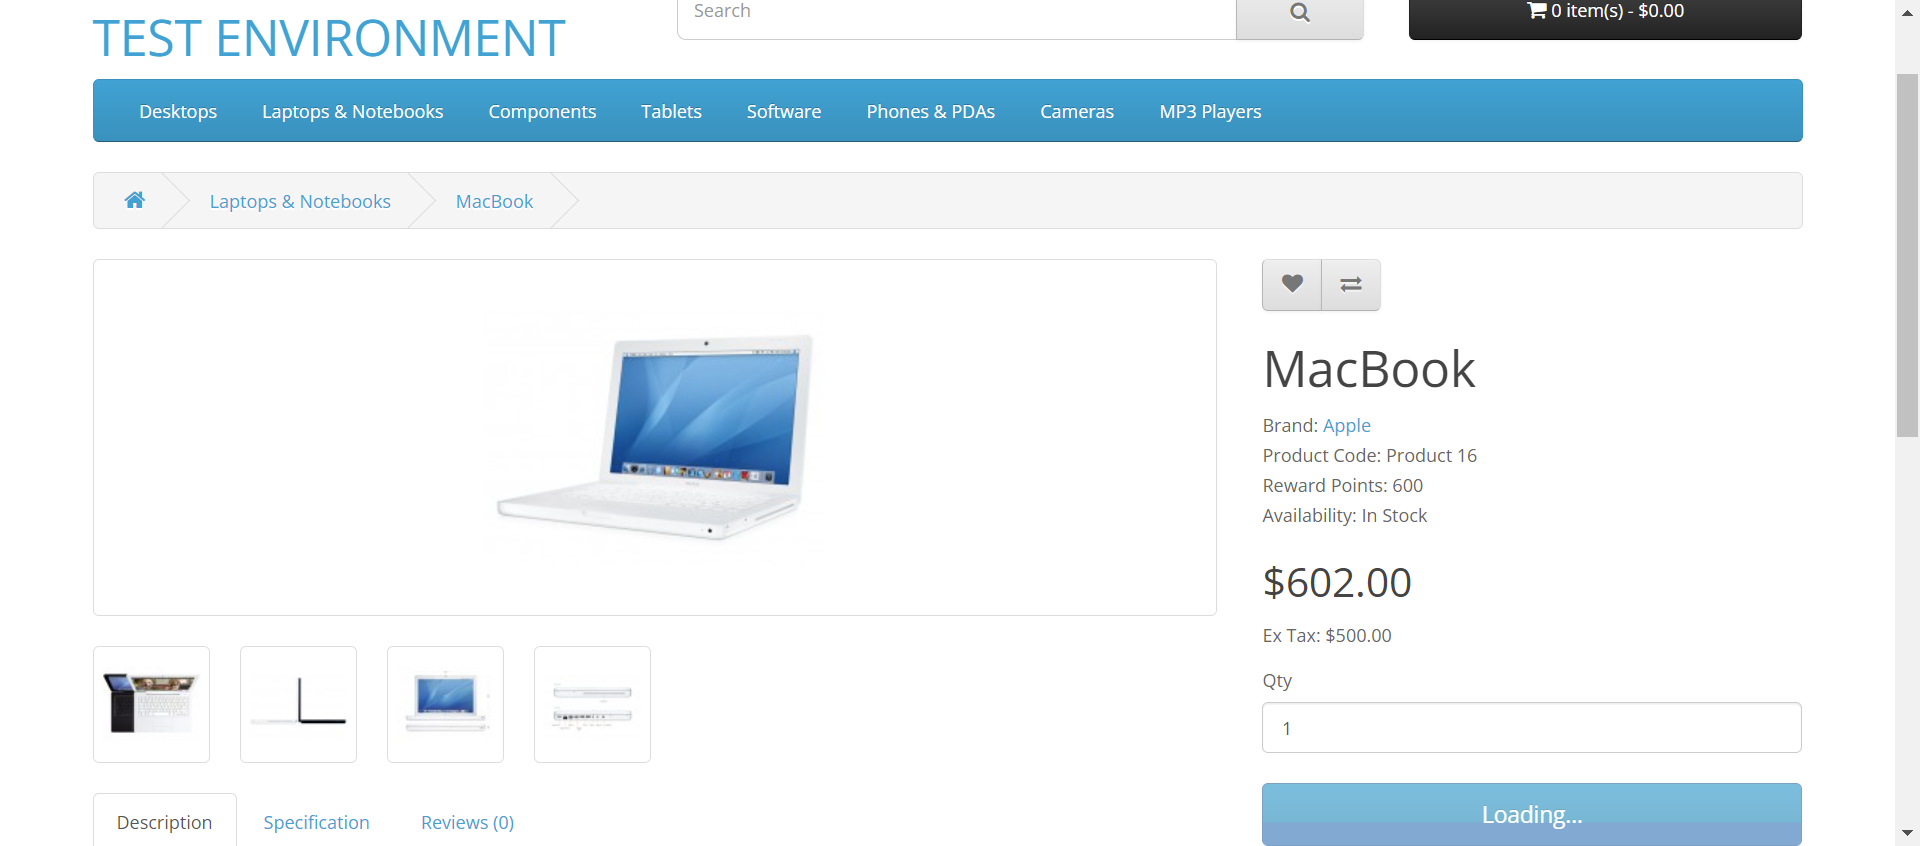 Search
0 item(s) - $0.00
TEST ENVIRONMENT
Desktops Laptops & Notebooks Components Tablets Software Phones & PDAs Cameras MP3 Players
Laptops & Notebooks MacBook
MacBook
Brand: Apple
Product Code: Product 16
Reward Points: 600
Availability: In Stock
$602.00
Ex Tax: $500.00
Qty
1
Loading...
Description Specification Reviews (0)